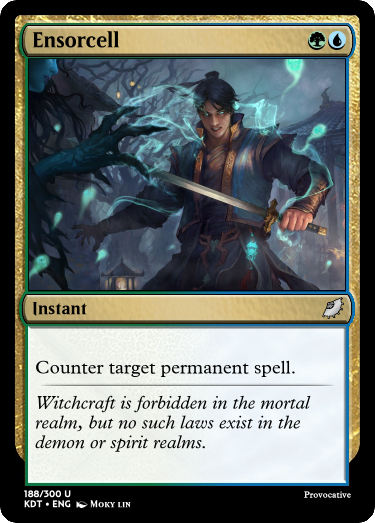 Ensorcell
Instant
Counter target permanent spell.
Witchcraft is forbidden in the mortal
realm, but no such laws exist in the
demon or spirit realms.
188/300 U
Provocative
KDT • ENG Moky lin